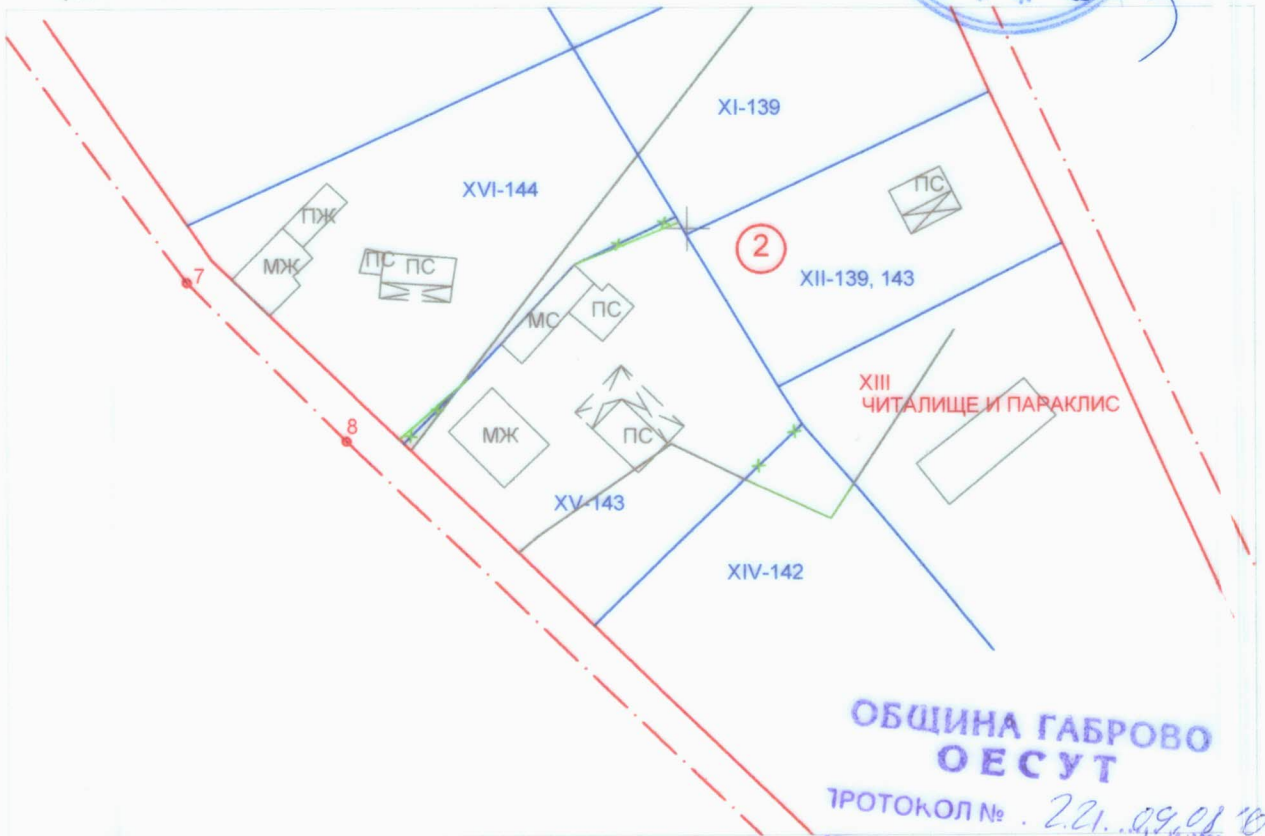 XI-139
XVI-144
ПС
ПЖ
2
МЖ
ПС
ПС
7
XII-139, 143
ПС
МС
XIII
ЧИТАЛИЩЕ И ПАРАКЛИС
8
МЖ
ПС
XV-143
XIV-142
ОБЩИНА ГАБРОВО
ОЕСУТ
ПРОТОКОЛ №